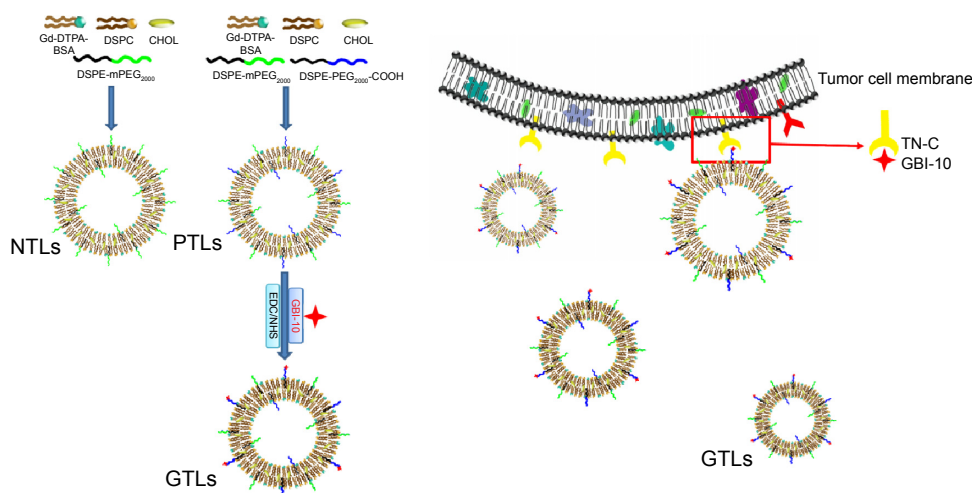 Gd-DTPA-
BSA
DSPC
CHOL
DSPE-mPEG2000
Gd-DTPA-
BSA
DSPC
CHOL
DSPE-mPEG2000
DSPE-PEG2000-COOH
NTLs
PTLs
EDC/NHS
GBI-10
GTLs
Tumor cell membrane
TN-C
GBI-10
GTLs